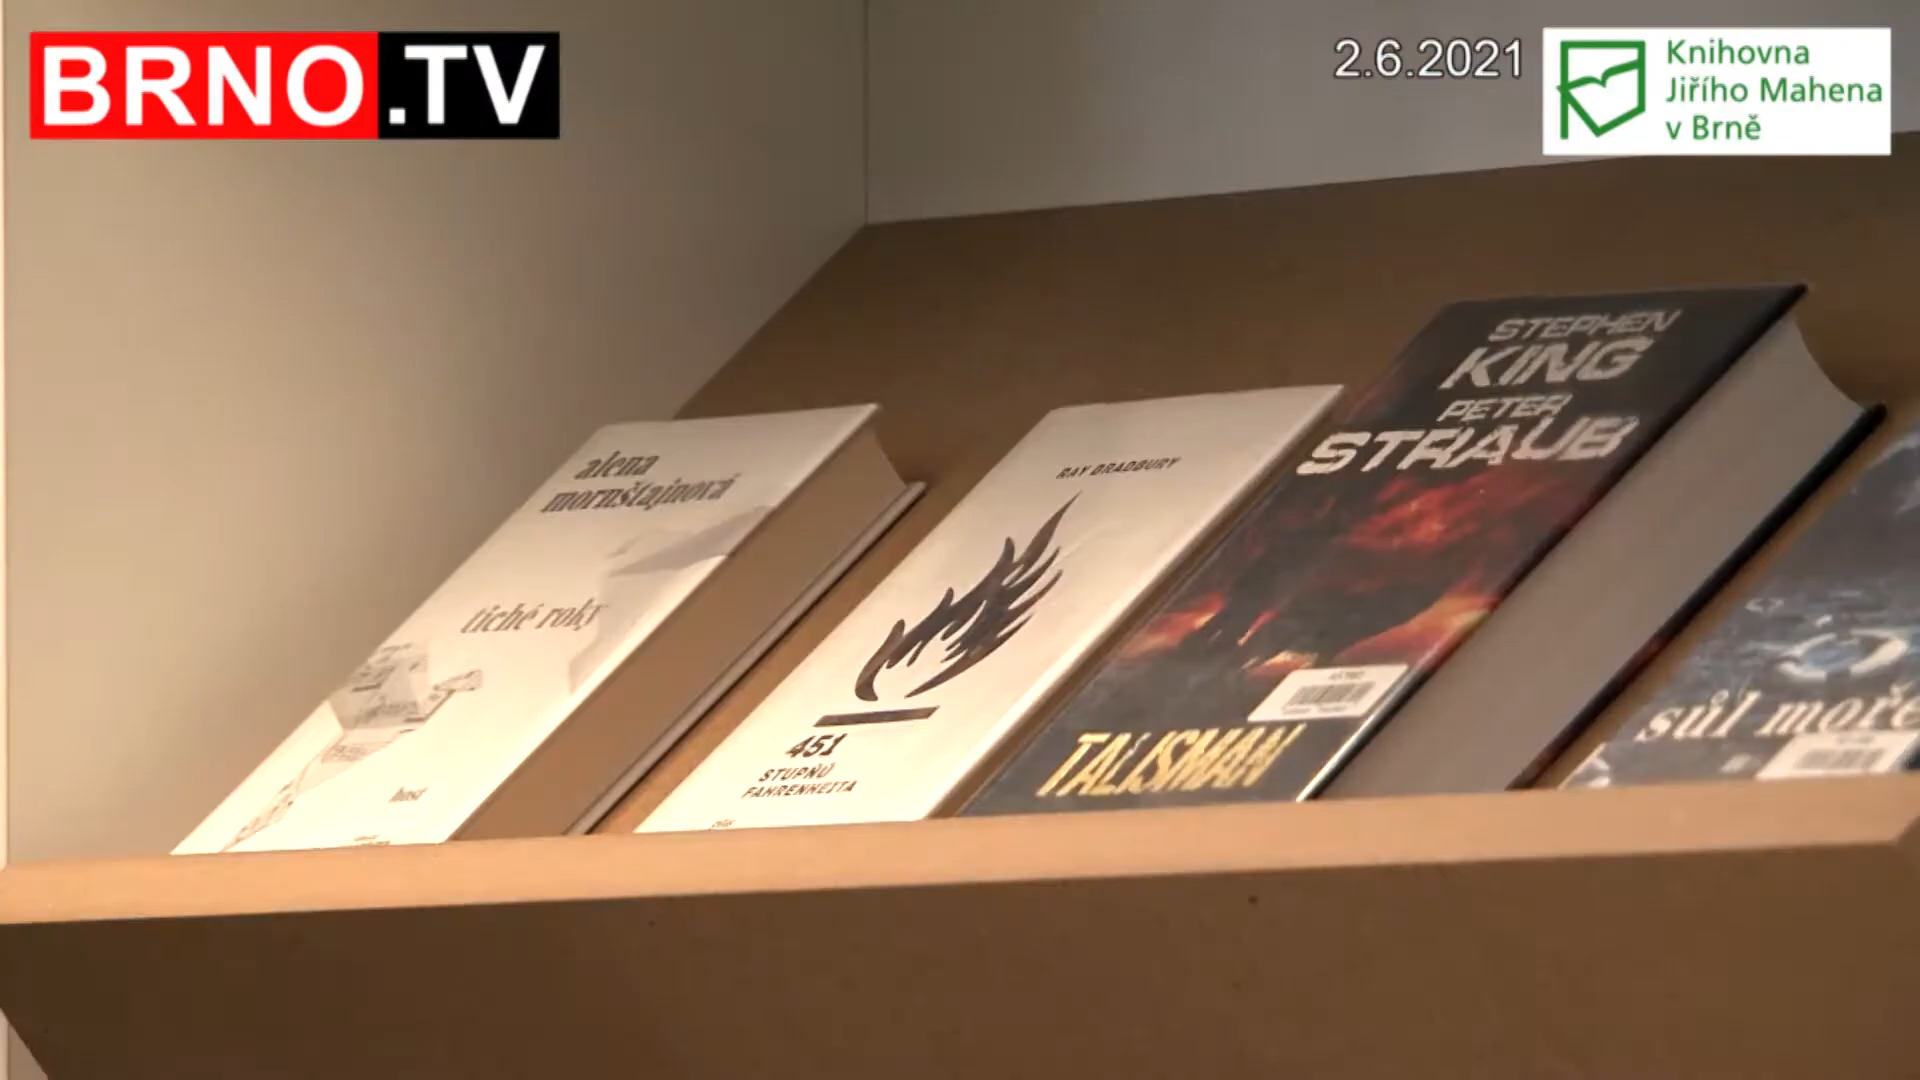 BRNO.TV
2.6.2021
Knihovna
Jiřího Mahena
v Brně
alena
mornštajnová
tiché roky
host
RAY BRADBURY
451
STUPŇŮ
FAHRENHEITA
STEPHEN
KING
PETER
STRAUB
TALISMAN
sůl moře